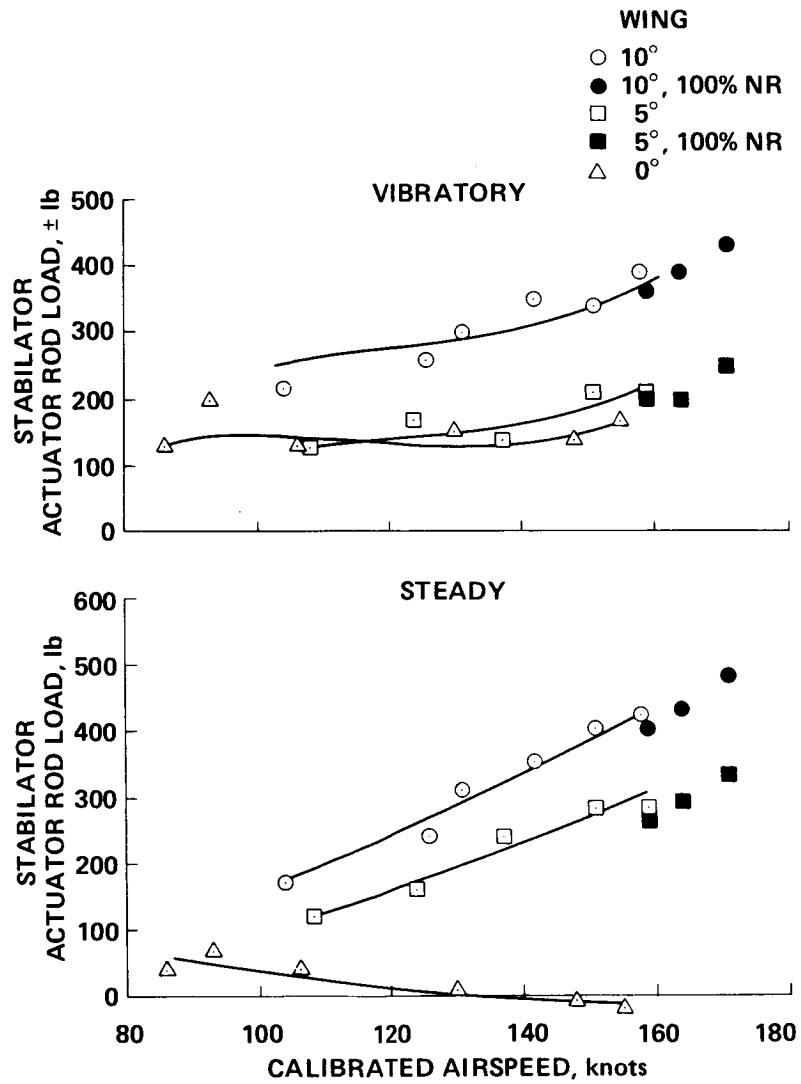 WING
10°
10°, 100% NR
5°
5°, 100% NR
0°
VIBRATORY
STABILATOR
ACTUATOR ROD LOAD, ± lb
500
400
300
200
100
0
STEADY
STABILATOR
ACTUATOR ROD LOAD, lb
600
500
400
300
200
100
0
80 100 120 140 160 180
CALIBRATED AIRSPEED, knots